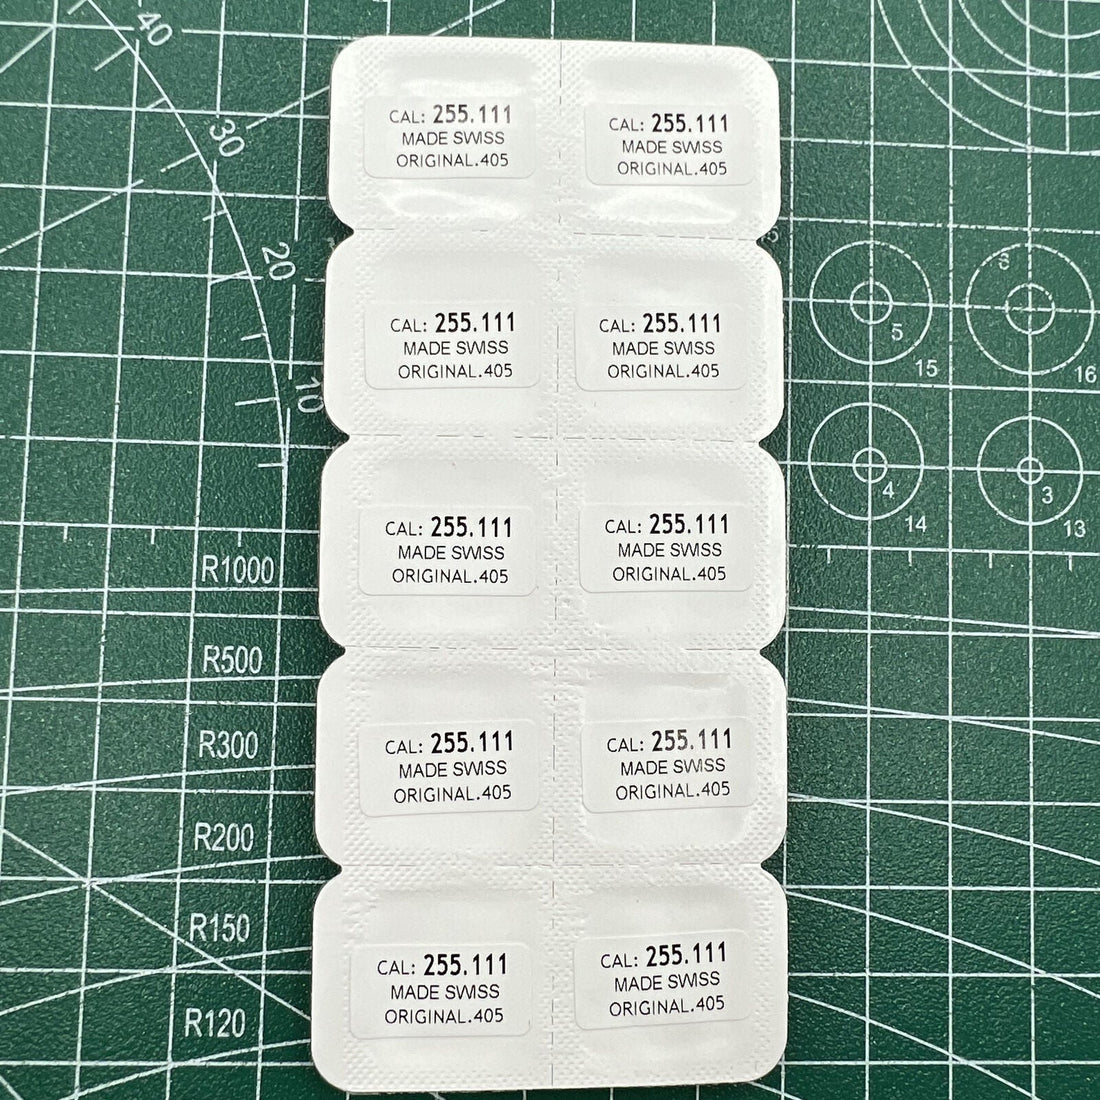 CAL: 255.111
MADE SWISS
ORIGINAL.405
CAL: 255.111
MADE SWISS
ORIGINAL.405
CAL: 255.111
MADE SWISS
ORIGINAL.405
CAL: 255.111
MADE SWISS
ORIGINAL.405
CAL: 255.111
MADE SWISS
ORIGINAL.405
CAL: 255.111
MADE SWISS
ORIGINAL.405
CAL: 255.111
MADE SWISS
ORIGINAL.405
CAL: 255.111
MADE SWISS
ORIGINAL.405
CAL: 255.111
MADE SWISS
ORIGINAL.405
CAL: 255.111
MADE SWISS
ORIGINAL.405
40
30
20
10
R1000
R500
R300
R200
R150
R120
5
15
6
16
4
14
3
13